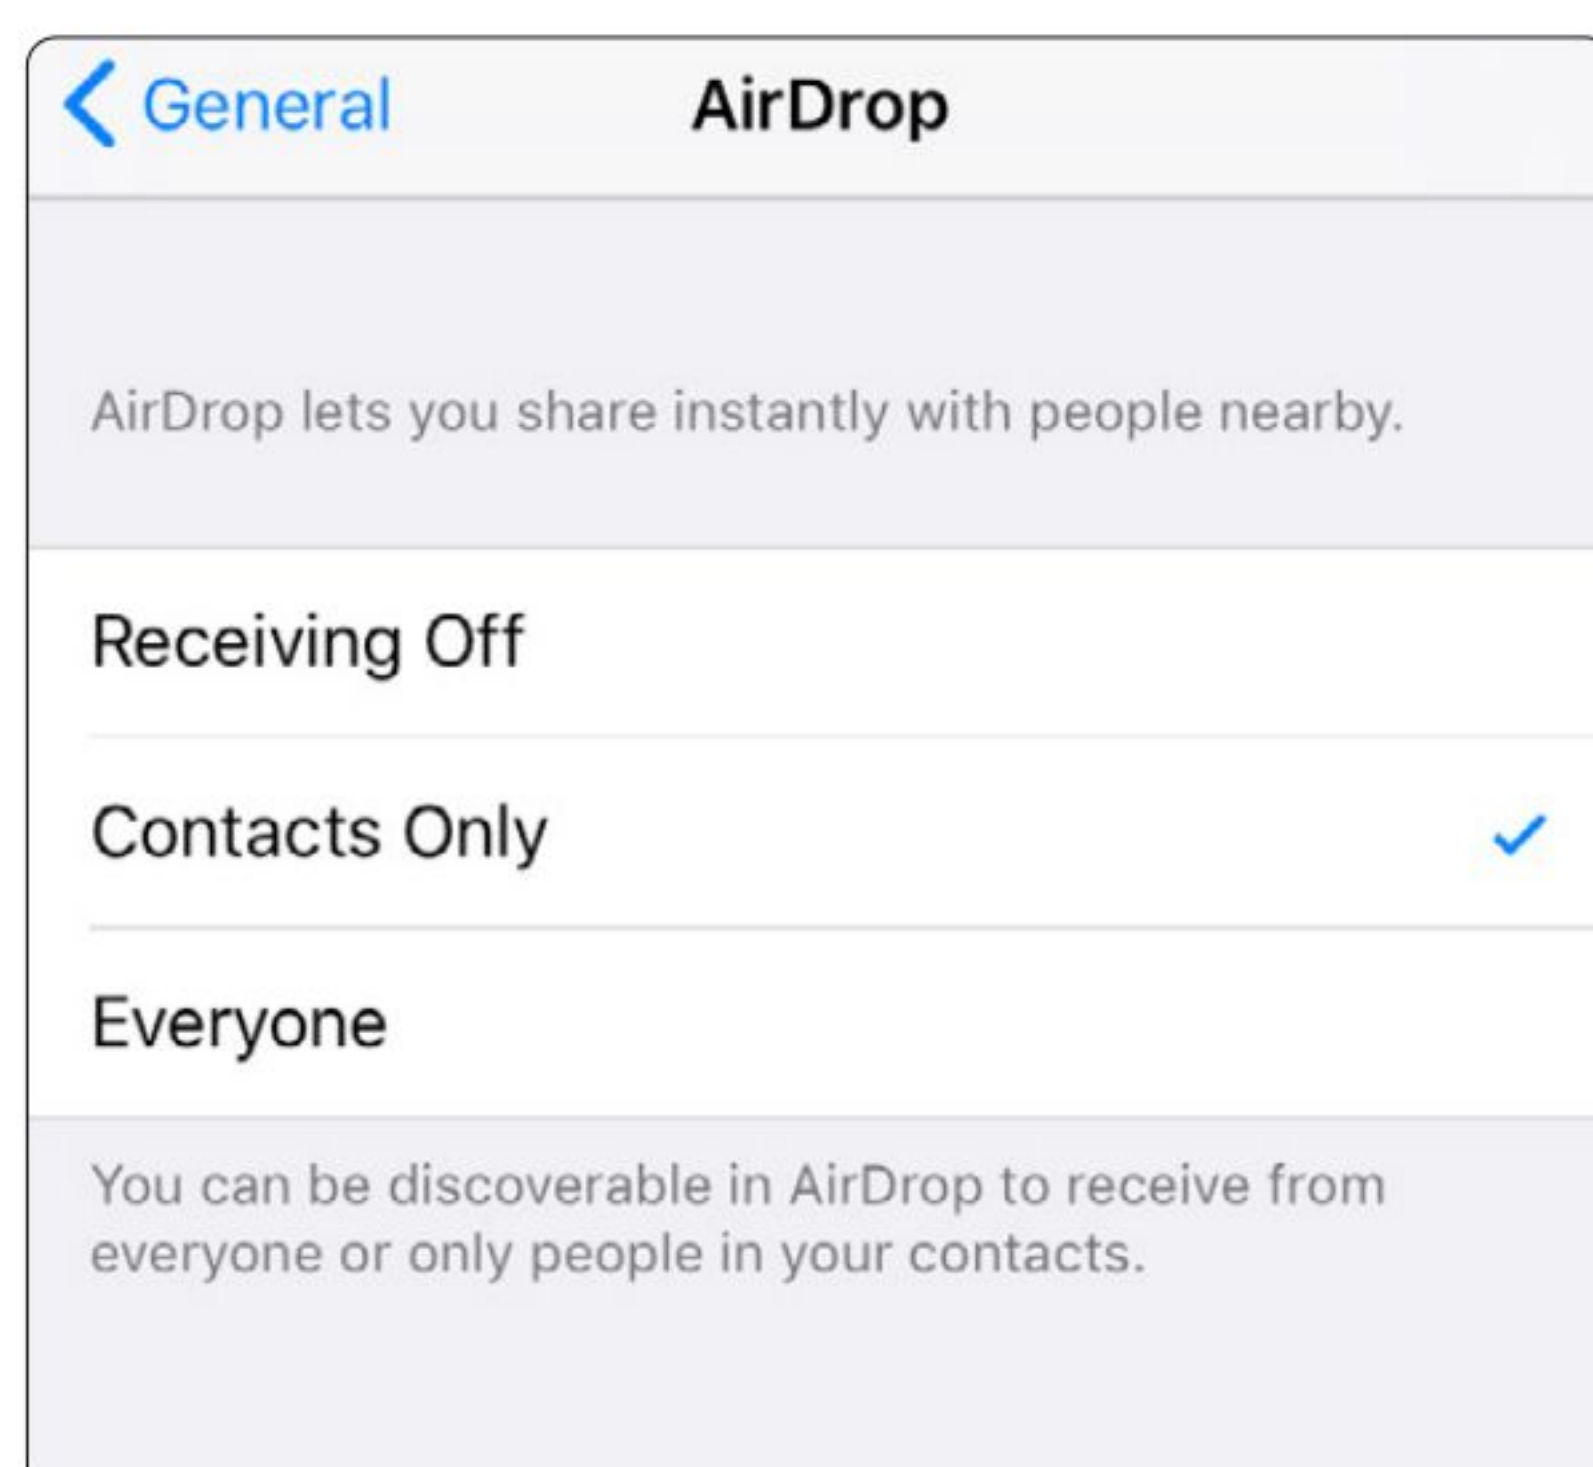 General AirDrop
AirDrop lets you share instantly with people nearby.
Receiving Off
Contacts Only
Everyone
You can be discoverable in AirDrop to receive from
everyone or only people in your contacts.